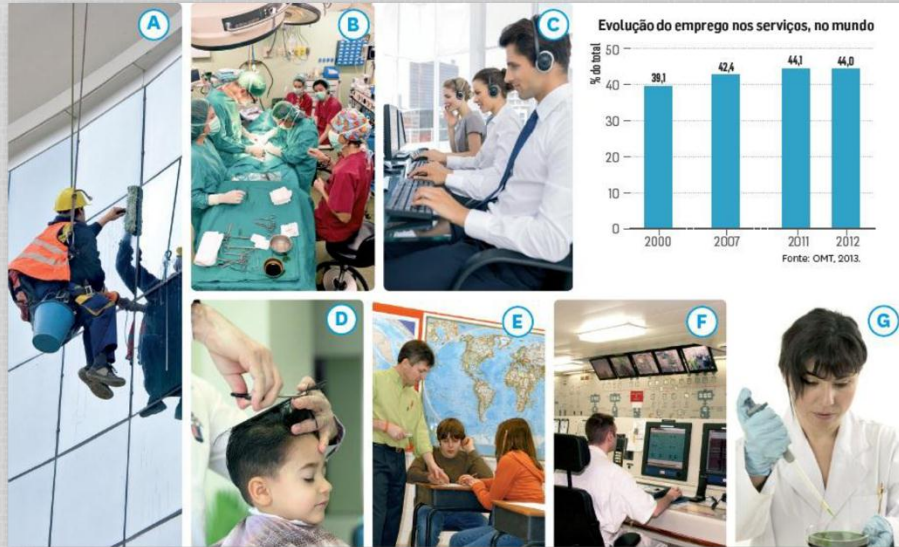 A
B
C
Evolução do emprego nos serviços, no mundo
% do total
50
40
30
20
10
0
39,1
42,4
44,1
44,0
2000
2007
2011
2012
Fonte: OMT, 2013.
D
E
F
G